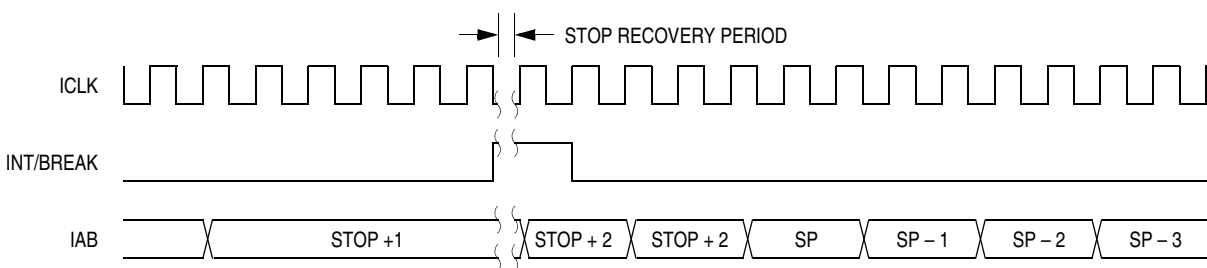 STOP RECOVERY PERIOD
ICLK
INT/BREAK
IAB STOP +1 STOP + 2 STOP + 2 SP SP – 1 SP – 2 SP – 3